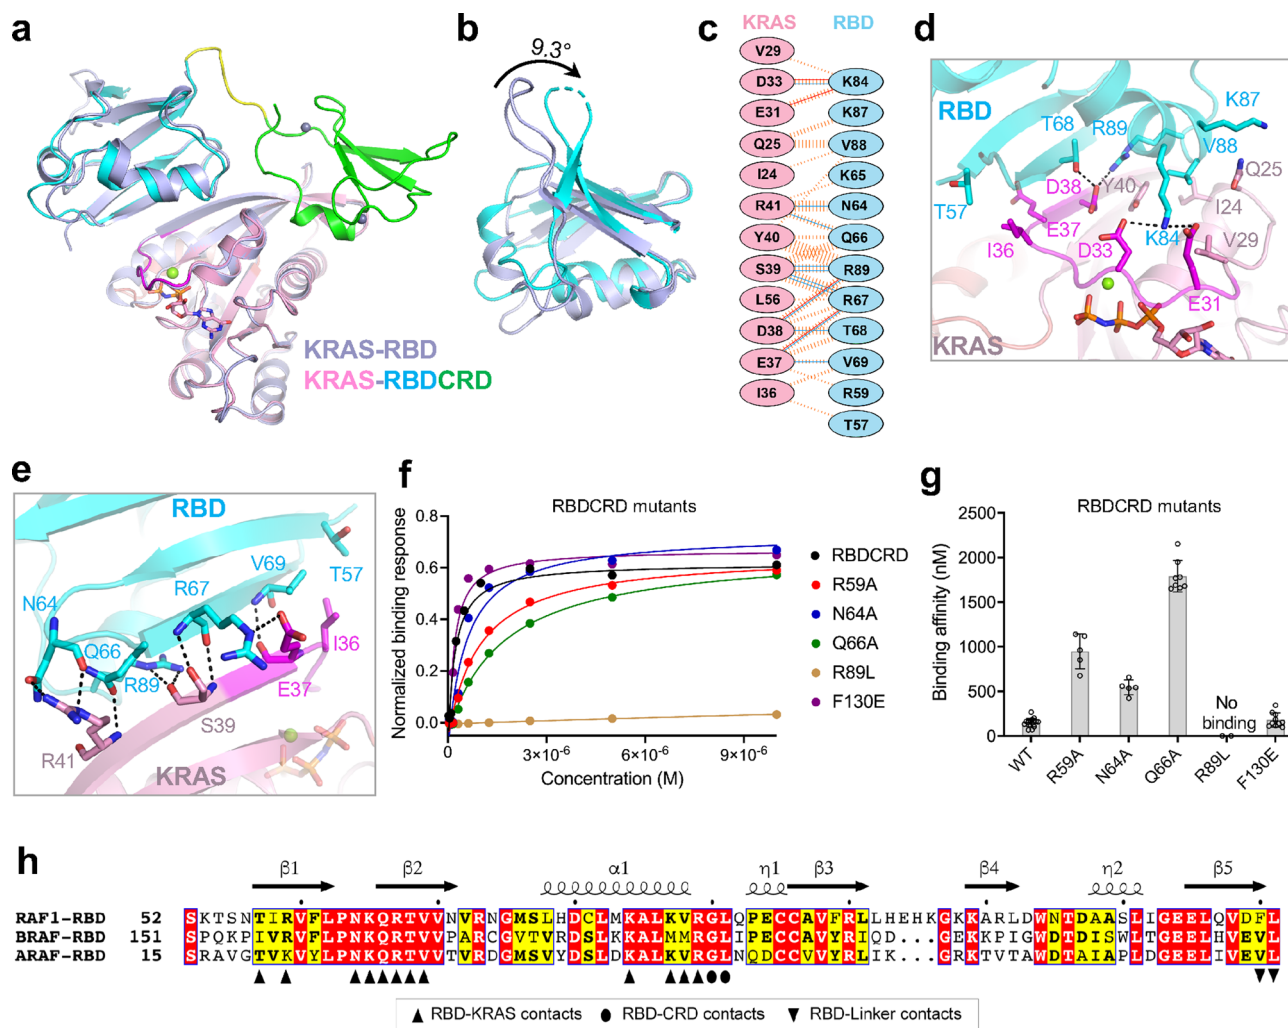 a
KRAS-RBD
KRAS-RBDCRD
b
9.3°
c
KRAS RBD
V29
D33 K84
E31 K87
Q25 V88
I24 K65
R41 N64
Y40 Q66
S39 R89
L56 R67
D38 T68
E37 V69
I36 R59
T57
d
RBD
K87
T68 R89
V88
Q25
D38 Y40
T57
I24
E37
K84
I36 D33 V29
E31
KRAS
e
RBD
T57
V69
N64 R67
Q66
I36
R89
E37
S39
R41
KRAS
f
RBDCRD mutants
Normalized binding response
0.8
0.6
0.4
0.2
0.0
3×10⁻⁶ 6×10⁻⁶ 9×10⁻⁶
Concentration (M)
RBDCRD
R59A
N64A
Q66A
R89L
F130E
g
RBDCRD mutants
Binding affinity (nM)
2500
2000
1500
1000
500
0
No
binding
WT R59A N64A Q66A R89L F130E
h
β1 β2 α1 η1 β3 β4 η2 β5
RAF1-RBD 52 SKTSNTIRVFLPNKQRTVVNVRNGMSLHDCLMKALKVRGLQPECCAVFRLLHEHKGKKARLDWNTDAASLIGEELQVDFL
BRAF-RBD 151 SPQKPIVRVFLPNKQRTVVPARCGVTVRDSLKKALMMRGLIPECCAVYRIQD...GEKKPIGWDTDISWLTGEELHVEVL
ARAF-RBD 15 SRAVGTVKVYLPNKQRTVVTVRDGMSVYDSLDKALKVRGLNQDCCVVYRLIK...GRKTVTAWDTAIAPLDGEELIVEVL
RBD-KRAS contacts RBD-CRD contacts RBD-Linker contacts